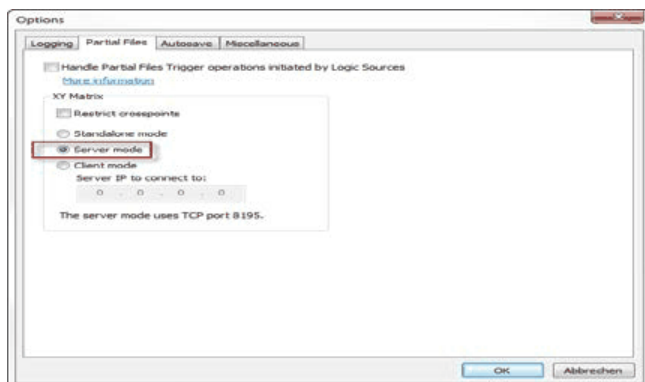 Options
Logging Partial Files Autosave Miscellaneous
Handle Partial Files Trigger operations initiated by Logic Sources
More information
XY Matrix
Restrict crosspoints
Standalone mode
Server mode
Client mode
Server IP to connect to:
0 . 0 . 0 . 0
The server mode uses TCP port 8195.
OK Abbrechen